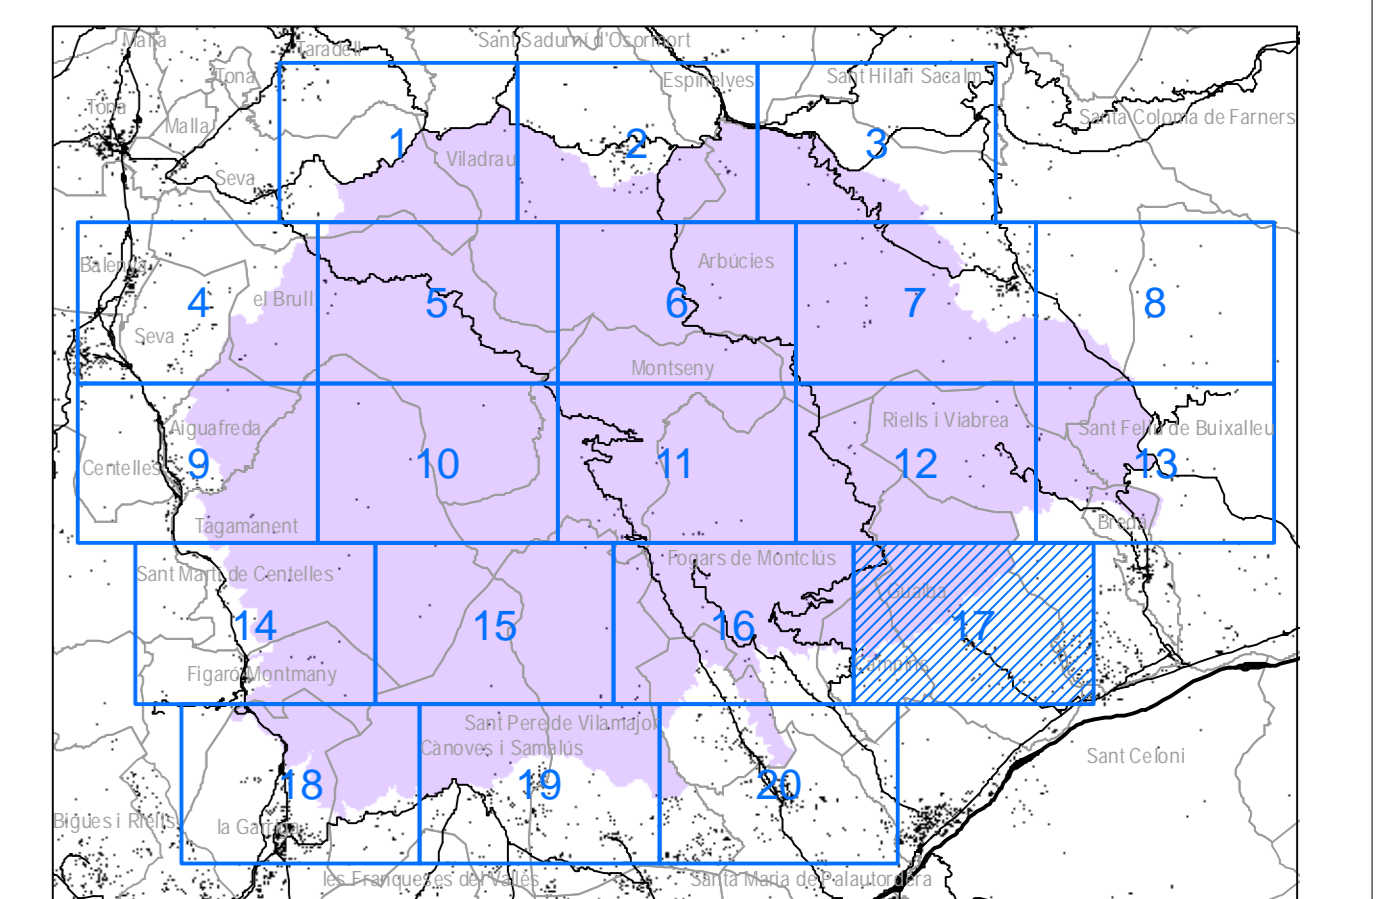 Malla
Taradell
Sant Sadurní d'Osormort
Tona
Espinelves
Sant Hilari Sacalm
Tona
Malla
Santa Coloma de Farners
1
2
3
Viladrau
Seva
Balenyà
Arbúcies
4
el Brull
5
6
7
8
Seva
Montseny
Aiguafreda
Riells i Viabrea
Sant Feliu de Buixalleu
Centelles
9
10
11
12
13
Tagamanent
Breda
Fogars de Montclús
Sant Martí de Centelles
Gualba
14
15
16
17
Figaró-Montmany
Campins
Sant Pere de Vilamajor
Cànoves i Samalús
Sant Celoni
18
19
20
Bigues i Riells
la Garriga
les Franqueses del Vallès
Santa Maria de Palautordera